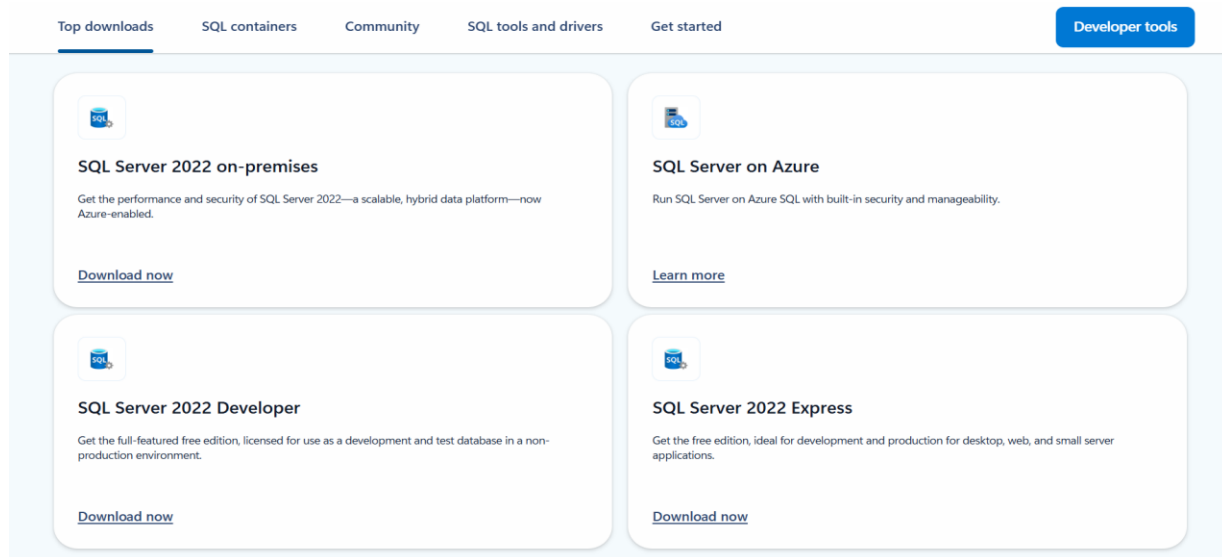 Top downloads SQL containers Community SQL tools and drivers Get started Developer tools
SQL
SQL Server 2022 on-premises
Get the performance and security of SQL Server 2022—a scalable, hybrid data platform—now
Azure-enabled.
Download now
SQL
SQL Server on Azure
Run SQL Server on Azure SQL with built-in security and manageability.
Learn more
SQL
SQL Server 2022 Developer
Get the full-featured free edition, licensed for use as a development and test database in a non-
production environment.
Download now
SQL
SQL Server 2022 Express
Get the free edition, ideal for development and production for desktop, web, and small server
applications.
Download now